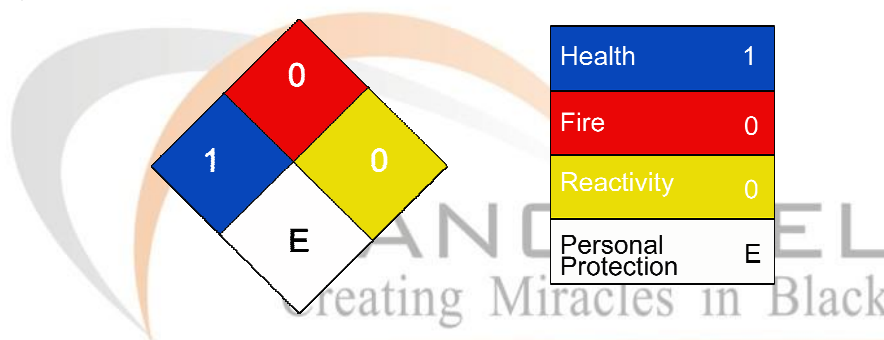 0
1 0
E
Health 1
Fire 0
Reactivity 0
Personal
Protection E
Creating Miracles in Black